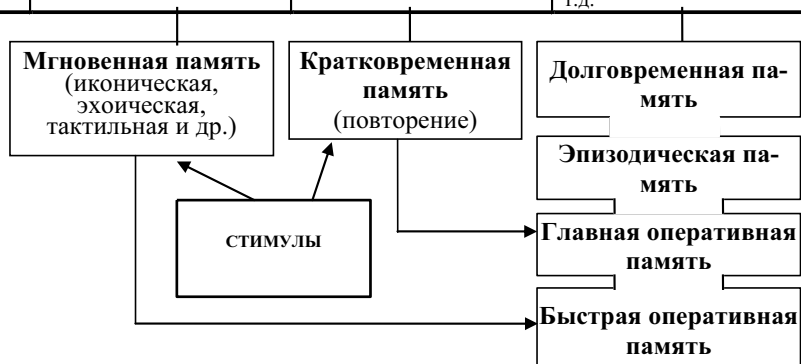 т.д.
Мгновенная память
(иконическая,
эхоическая,
тактильная и др.)
Кратковременная
память
(повторение)
Долговременная па-
мять
Эпизодическая па-
мять
СТИМУЛЫ
Главная оперативная
память
Быстрая оперативная
память